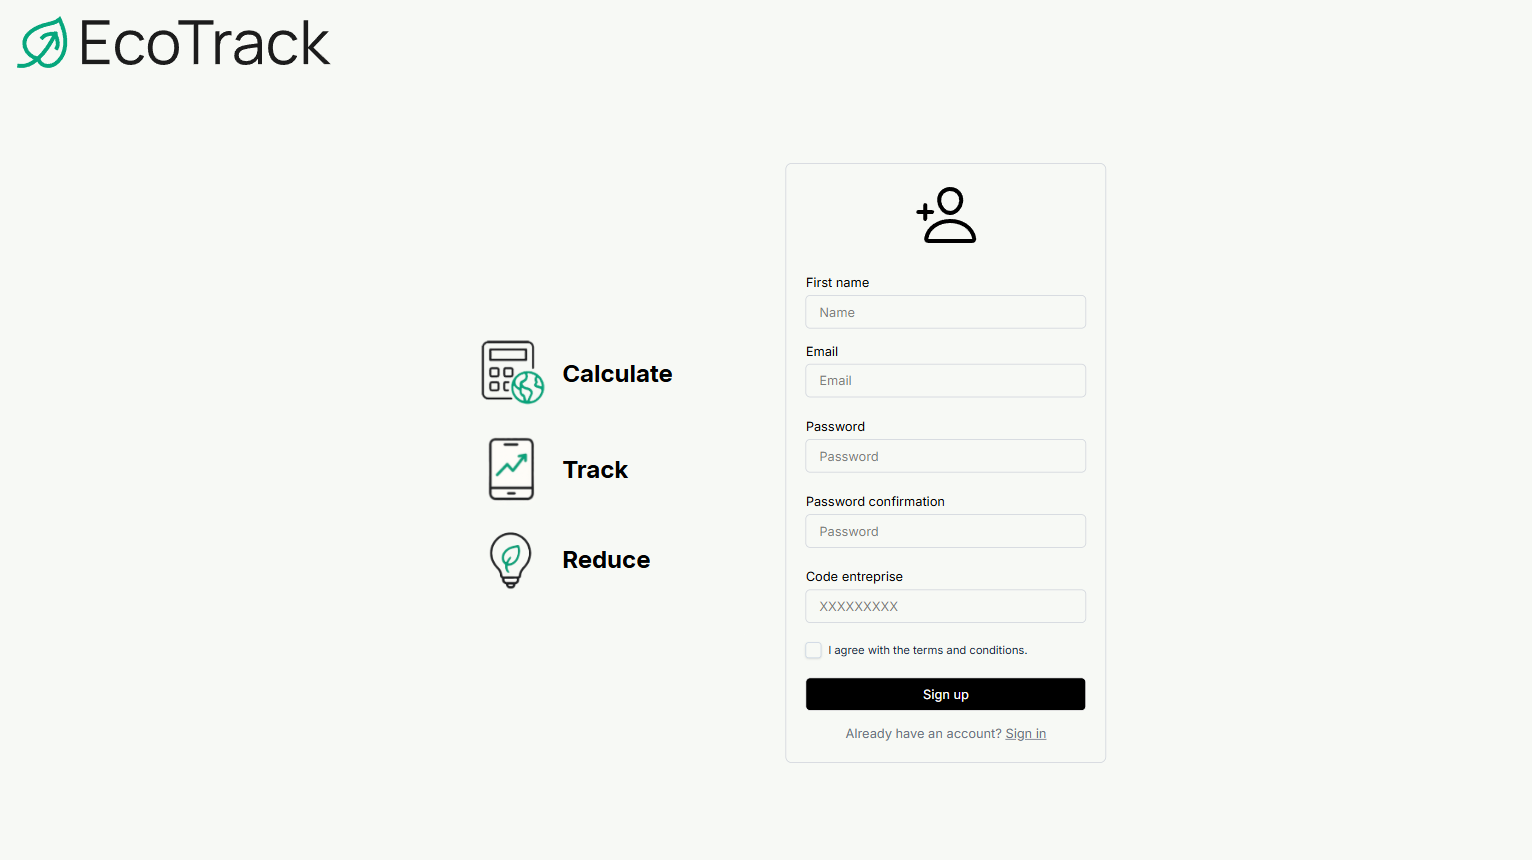 EcoTrack
Calculate
Track
Reduce
First name
Name
Email
Email
Password
Password
Password confirmation
Password
Code entreprise
XXXXXXXXX
I agree with the terms and conditions.
Sign up
Already have an account? Sign in